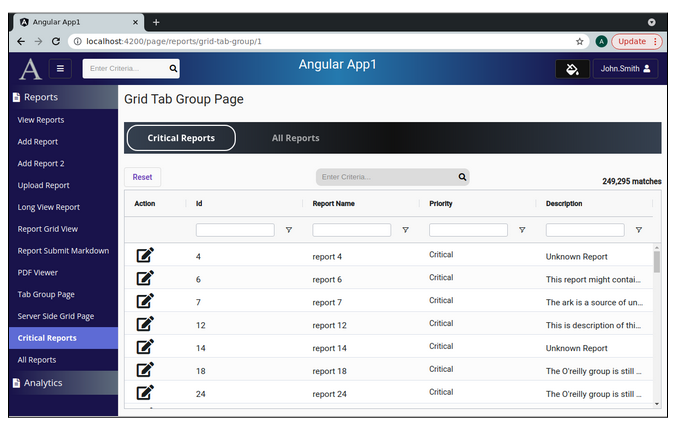 Angular App1
localhost:4200/page/reports/grid-tab-group/1
A
Update
A
Enter Criteria...
Angular App1
John.Smith
Reports
View Reports
Add Report
Add Report 2
Upload Report
Long View Report
Report Grid View
Report Submit Markdown
PDF Viewer
Tab Group Page
Server Side Grid Page
Critical Reports
All Reports
Analytics
Grid Tab Group Page
Critical Reports All Reports
Reset Enter Criteria... 249,295 matches
Action Id Report Name Priority Description
4 report 4 Critical Unknown Report
6 report 6 Critical This report might contai...
7 report 7 Critical The ark is a source of un...
12 report 12 Critical This is description of thi...
14 report 14 Critical Unknown Report
18 report 18 Critical The O'reilly group is still ...
24 report 24 Critical The O'reilly group is still ...